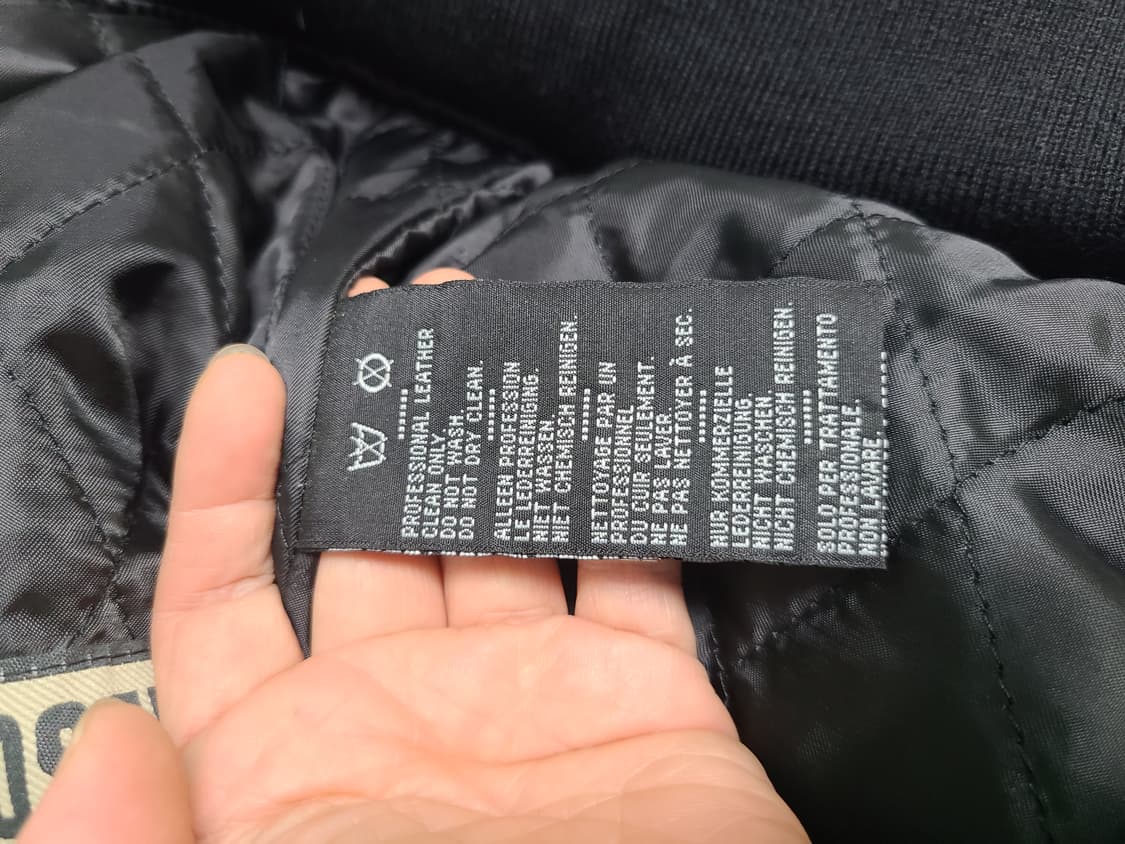 PROFESSIONAL LEATHER
CLEAN ONLY.
DO NOT WASH.
DO NOT DRY CLEAN.
ALLEEN PROFESSION
LE LEDERREINIGING.
NIET WASSEN.
NIET CHEMISCH REINIGEN.
NETTOYAGE PAR UN
PROFESSIONNEL
DU CUIR SEULEMENT.
NE PAS LAVER.
NE PAS NETTOYER À SEC.
NUR KOMMERZIELLE
LEDERREINIGUNG.
NICHT WASCHEN.
NICHT CHEMISCH REINIGEN.
SOLO PER TRATTAMENTO
PROFESSIONALE.
NON LAVARE.